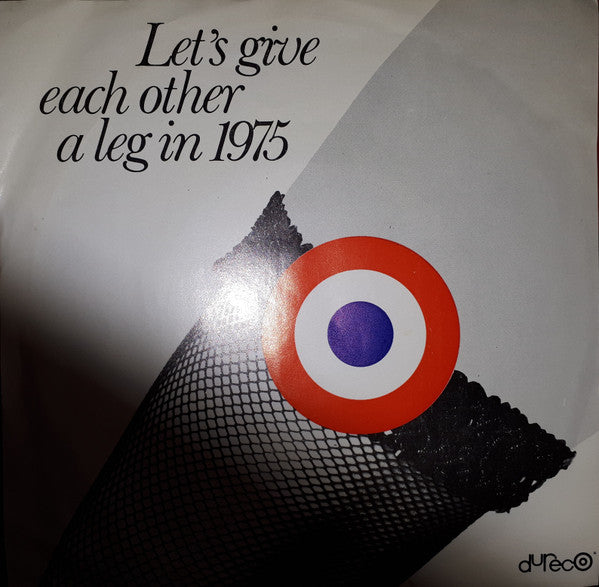 Let's give
each other
a leg in 1975
dureco